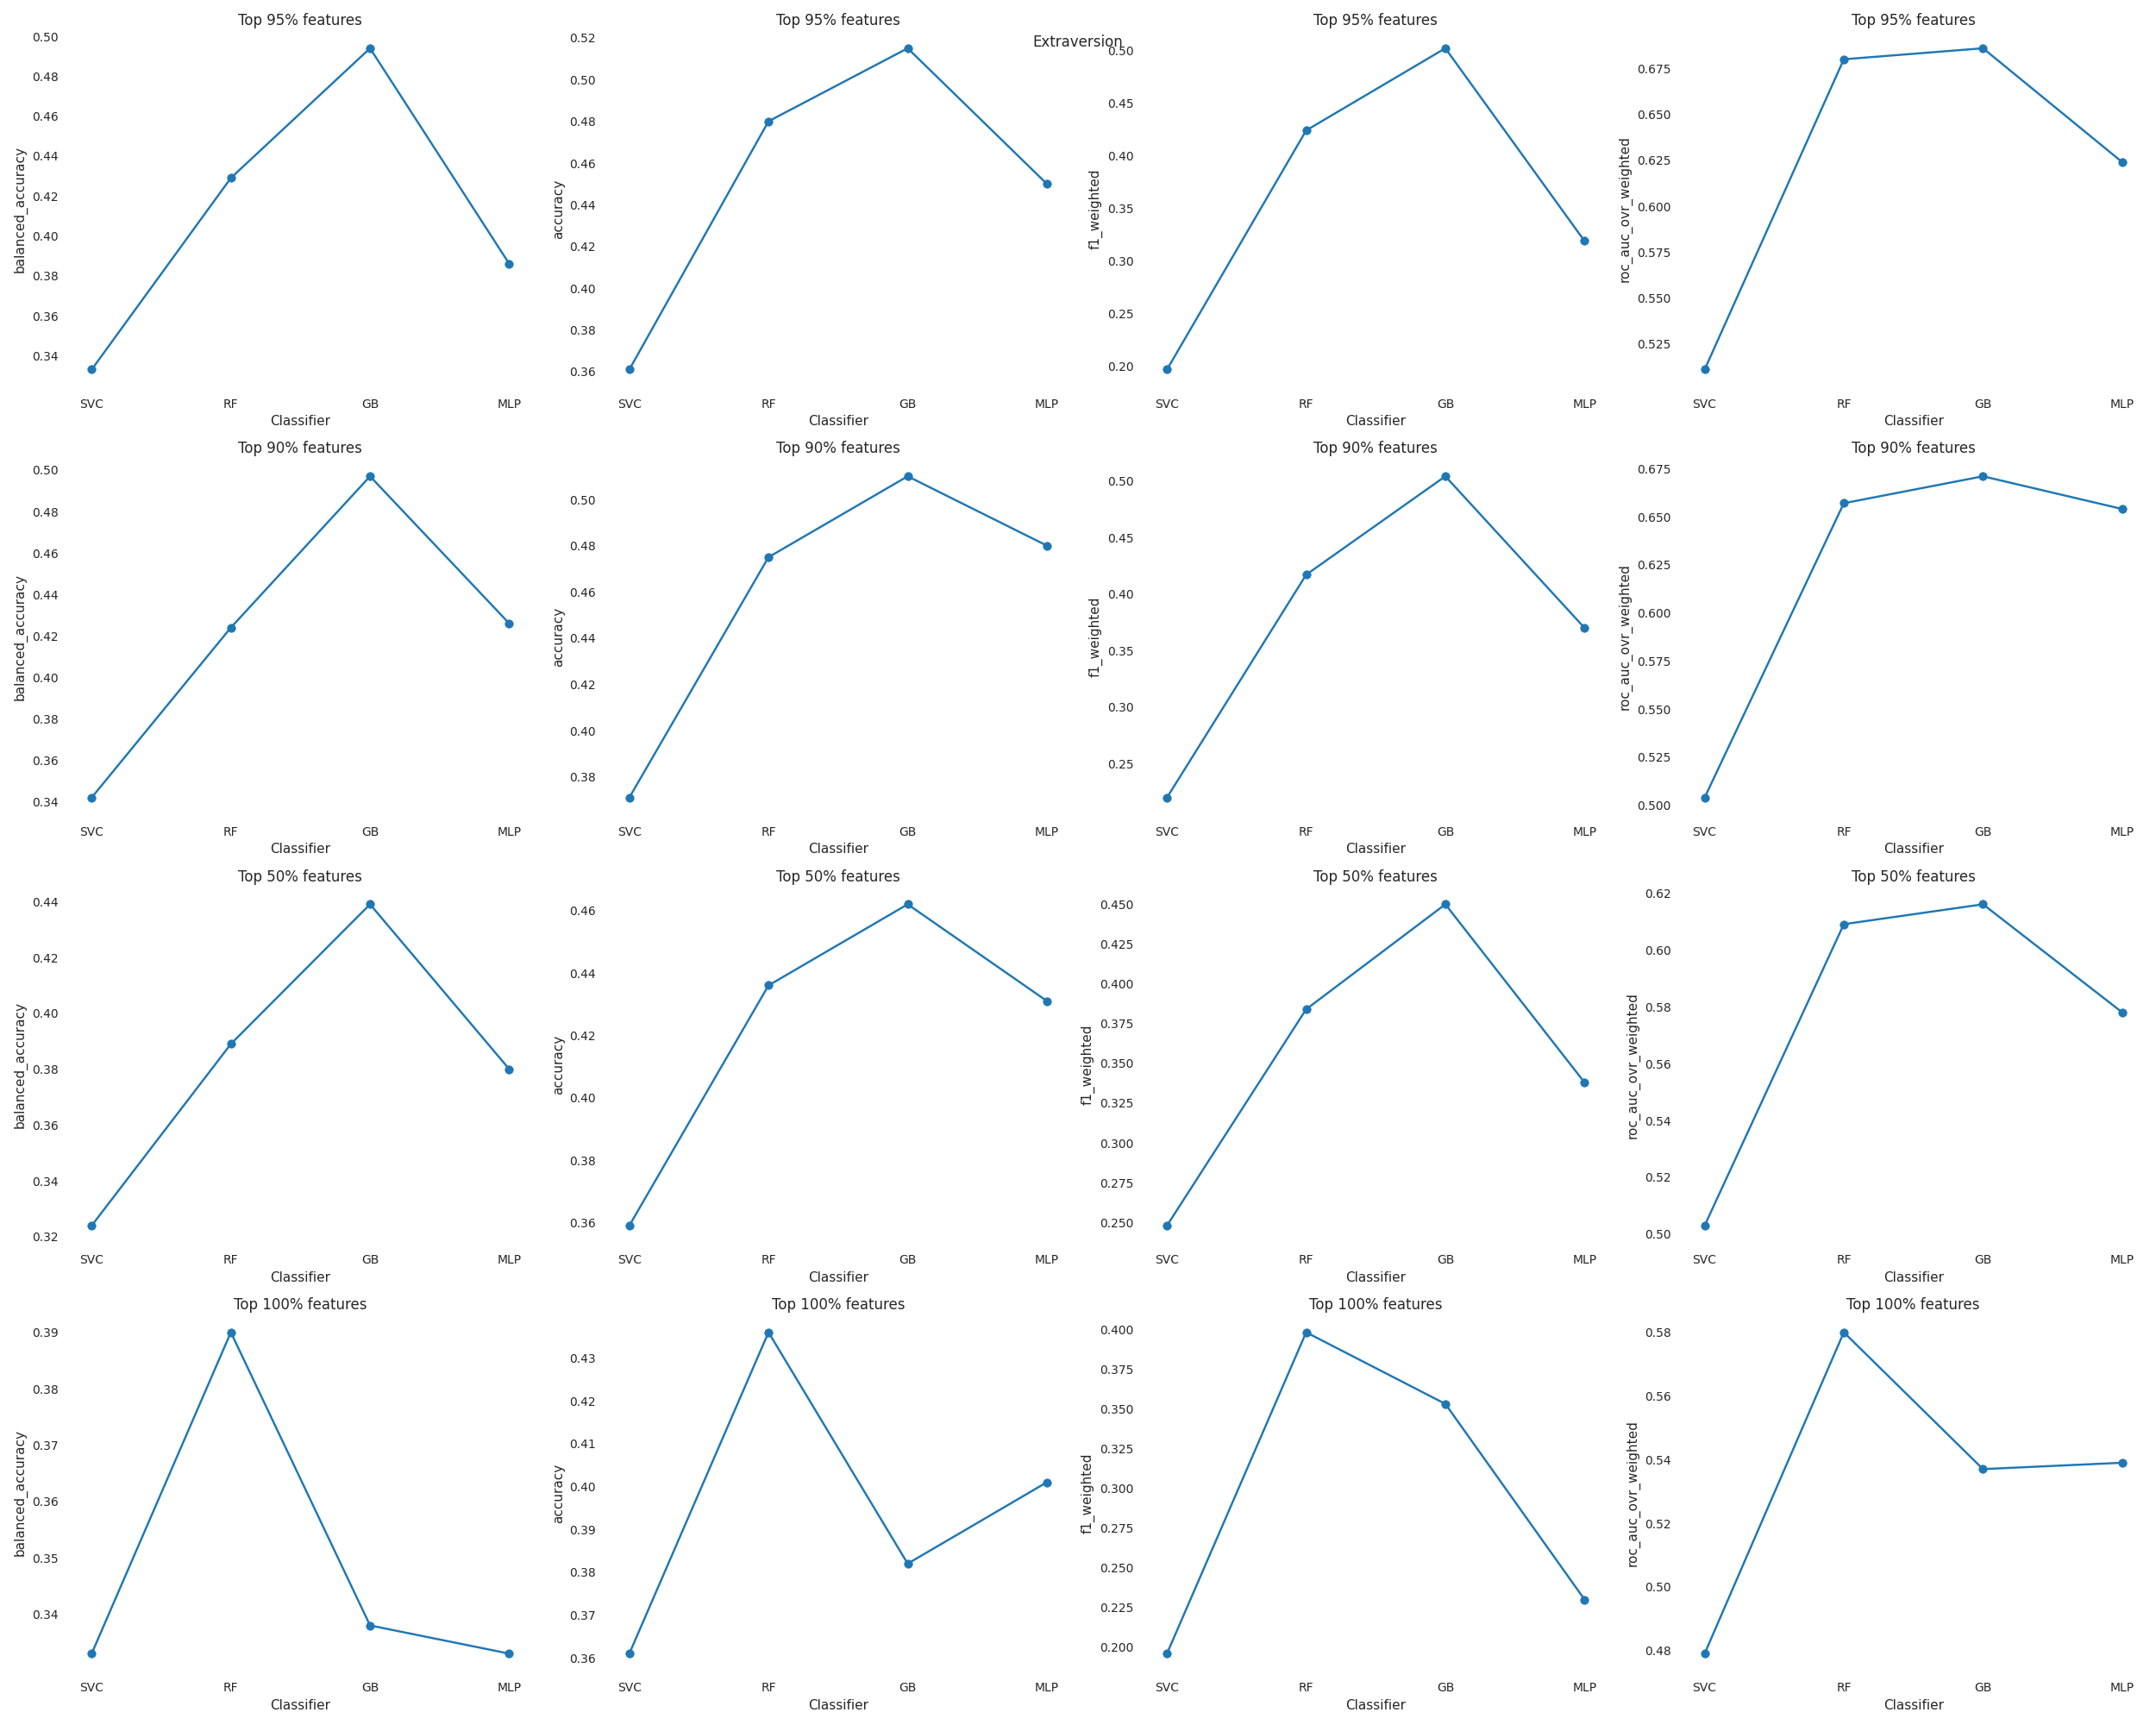 Extraversion
Top 95% features
0.50
0.48
0.46
0.44
0.42
0.40
0.38
0.36
0.34
balanced_accuracy
SVC RF GB MLP
Classifier
Top 95% features
0.52
0.50
0.48
0.46
0.44
0.42
0.40
0.38
0.36
accuracy
SVC RF GB MLP
Classifier
Top 95% features
0.50
0.45
0.40
0.35
0.30
0.25
0.20
f1_weighted
SVC RF GB MLP
Classifier
Top 95% features
0.675
0.650
0.625
0.600
0.575
0.550
0.525
roc_auc_ovr_weighted
SVC RF GB MLP
Classifier
Top 90% features
0.50
0.48
0.46
0.44
0.42
0.40
0.38
0.36
0.34
balanced_accuracy
SVC RF GB MLP
Classifier
Top 90% features
0.50
0.48
0.46
0.44
0.42
0.40
0.38
accuracy
SVC RF GB MLP
Classifier
Top 90% features
0.50
0.45
0.40
0.35
0.30
0.25
f1_weighted
SVC RF GB MLP
Classifier
Top 90% features
0.675
0.650
0.625
0.600
0.575
0.550
0.525
0.500
roc_auc_ovr_weighted
SVC RF GB MLP
Classifier
Top 50% features
0.44
0.42
0.40
0.38
0.36
0.34
0.32
balanced_accuracy
SVC RF GB MLP
Classifier
Top 50% features
0.46
0.44
0.42
0.40
0.38
0.36
accuracy
SVC RF GB MLP
Classifier
Top 50% features
0.450
0.425
0.400
0.375
0.350
0.325
0.300
0.275
0.250
f1_weighted
SVC RF GB MLP
Classifier
Top 50% features
0.62
0.60
0.58
0.56
0.54
0.52
0.50
roc_auc_ovr_weighted
SVC RF GB MLP
Classifier
Top 100% features
0.39
0.38
0.37
0.36
0.35
0.34
balanced_accuracy
SVC RF GB MLP
Classifier
Top 100% features
0.43
0.42
0.41
0.40
0.39
0.38
0.37
0.36
accuracy
SVC RF GB MLP
Classifier
Top 100% features
0.400
0.375
0.350
0.325
0.300
0.275
0.250
0.225
0.200
f1_weighted
SVC RF GB MLP
Classifier
Top 100% features
0.58
0.56
0.54
0.52
0.50
0.48
roc_auc_ovr_weighted
SVC RF GB MLP
Classifier